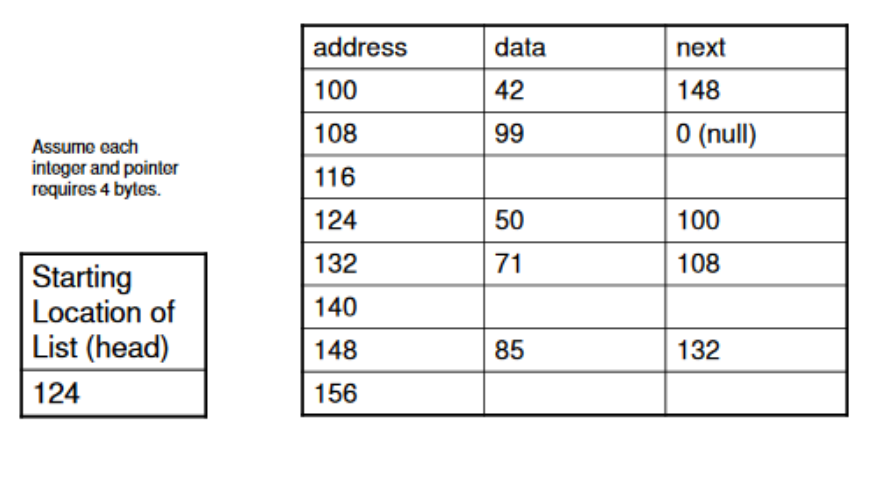 Assume each
integer and pointer
requires 4 bytes.
Starting
Location of
List (head)
124
address data next
100 42 148
108 99 0 (null)
116
124 50 100
132 71 108
140
148 85 132
156